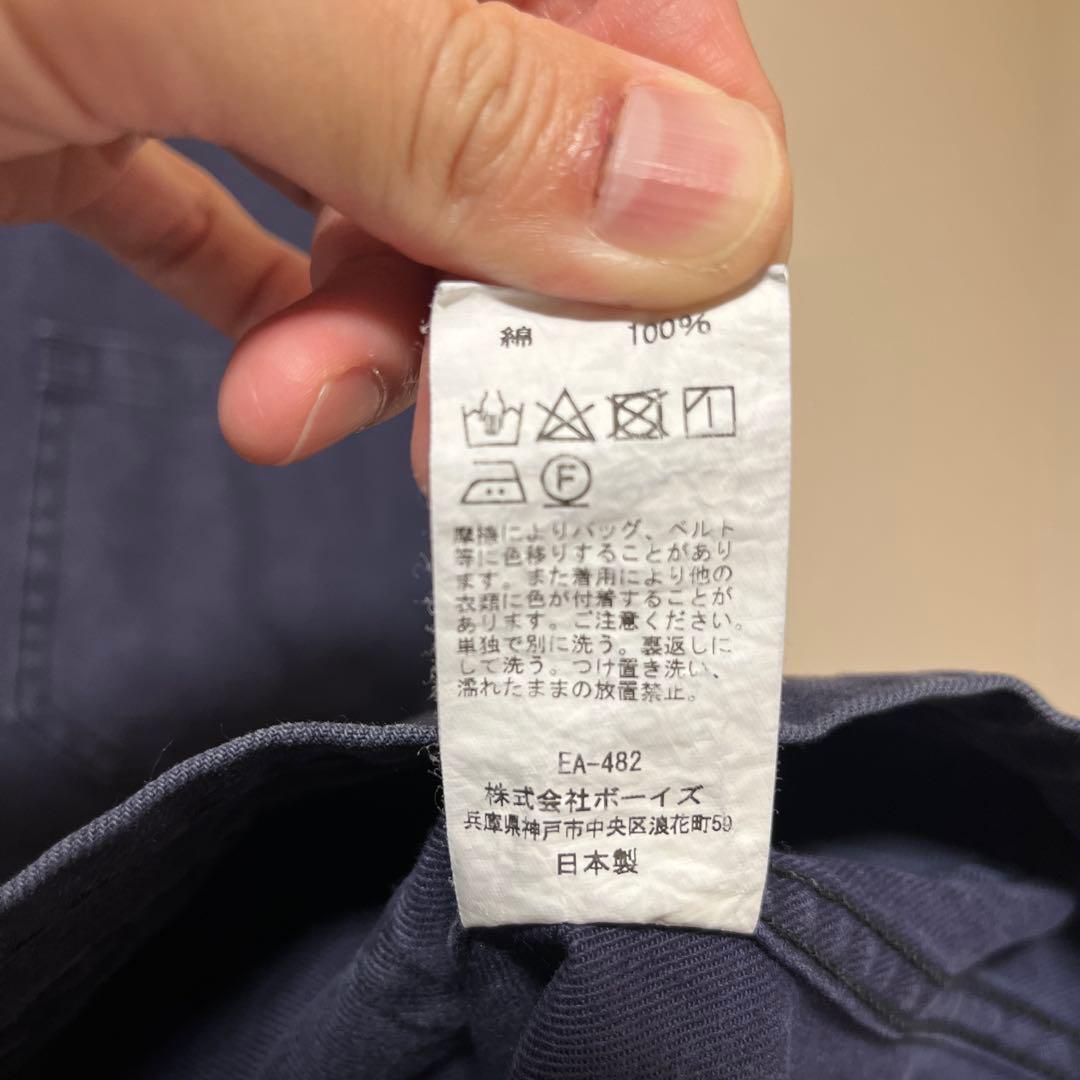 綿 100%
F
摩擦によりバッグ、ベルト
等に色移りすることがあり
ます。また着用により他の
衣類に色が付着することが
あります。ご注意ください。
単独で別に洗う。裏返しに
して洗う。つけ置き洗い、
濡れたままの放置禁止。
EA-482
株式会社ボーイズ
兵庫県神戸市中央区浪花町59
日本製